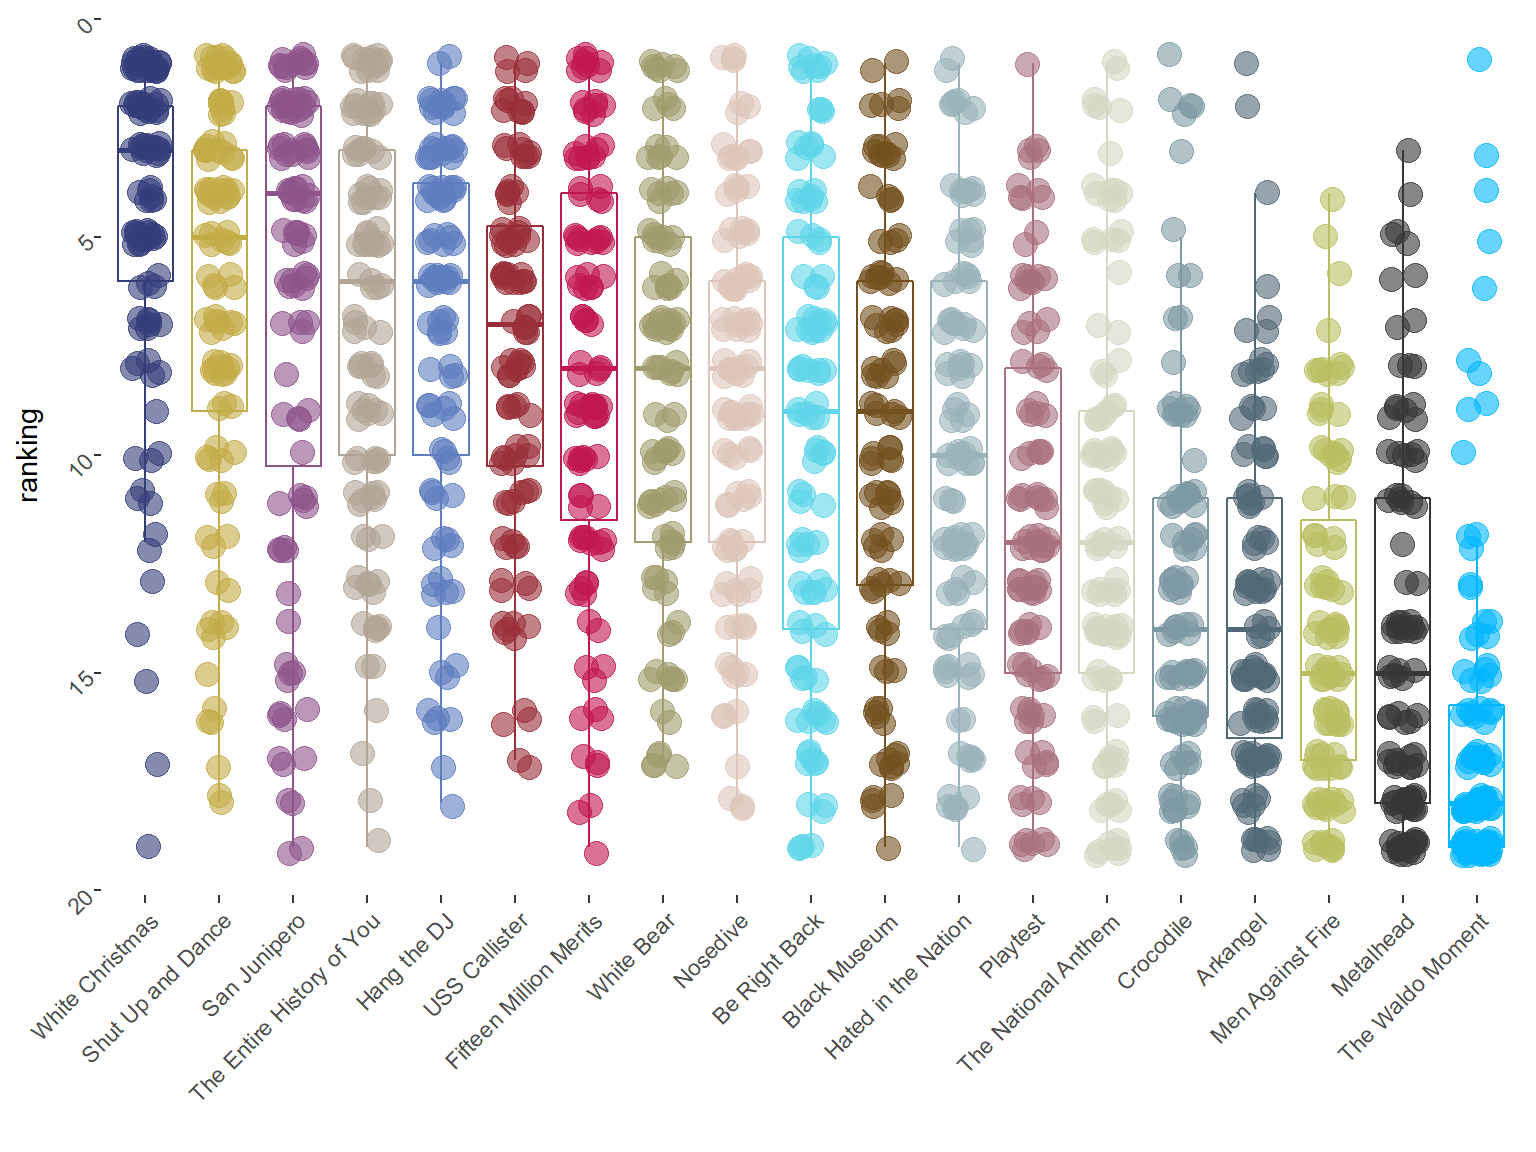 0
5
10
15
20
ranking
White Christmas
Shut Up and Dance
San Junipero
The Entire History of You
Hang the DJ
USS Callister
Fifteen Million Merits
White Bear
Nosedive
Be Right Back
Black Museum
Hated in the Nation
Playtest
The National Anthem
Crocodile
Arkangel
Men Against Fire
Metalhead
The Waldo Moment